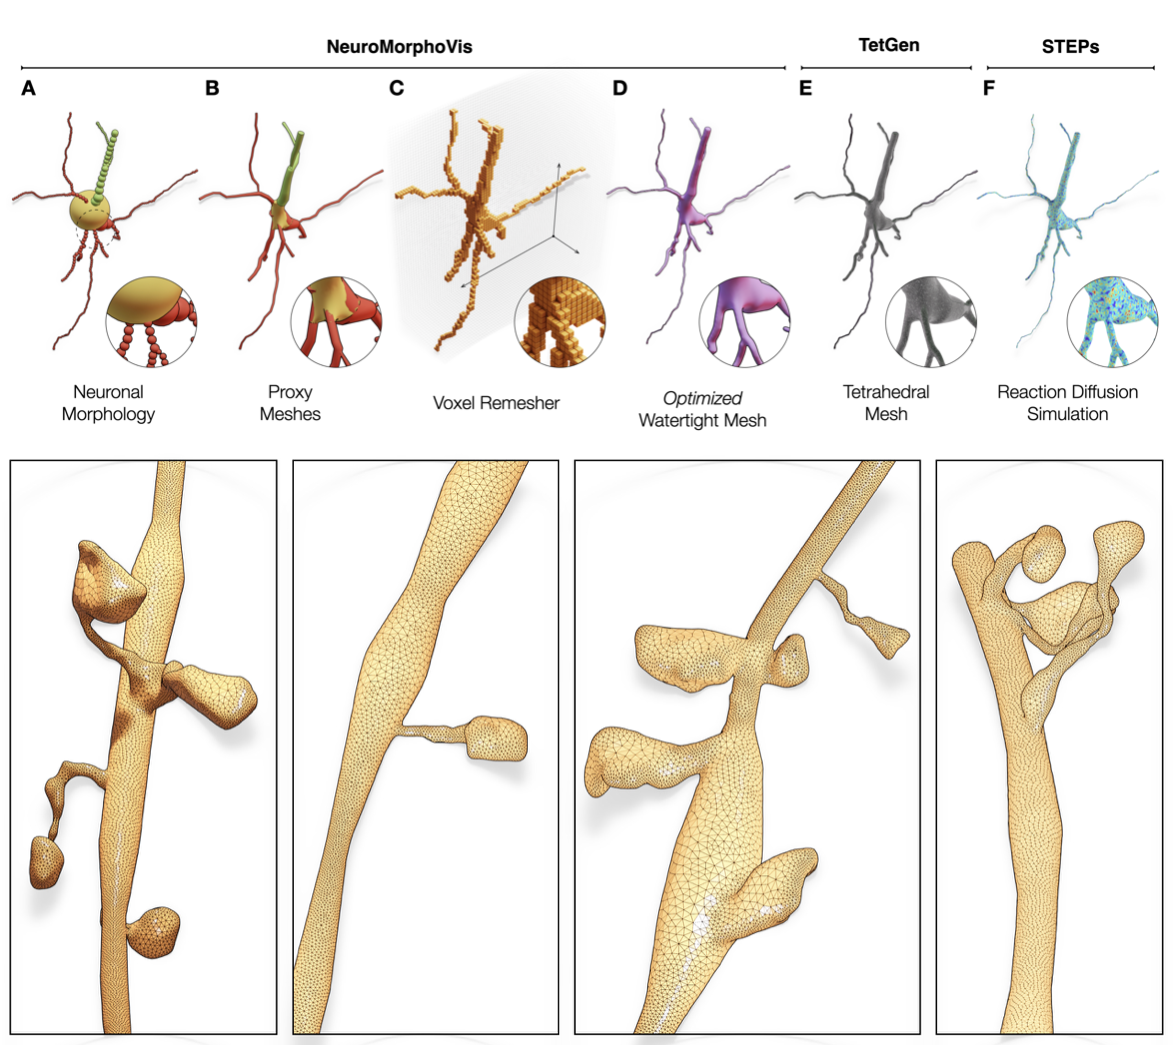 NeuroMorphoVis
TetGen
STEPs
A
B
C
D
E
F
Neuronal
Morphology
Proxy
Meshes
Voxel Remesher
Optimized
Watertight Mesh
Tetrahedral
Mesh
Reaction Diffusion
Simulation